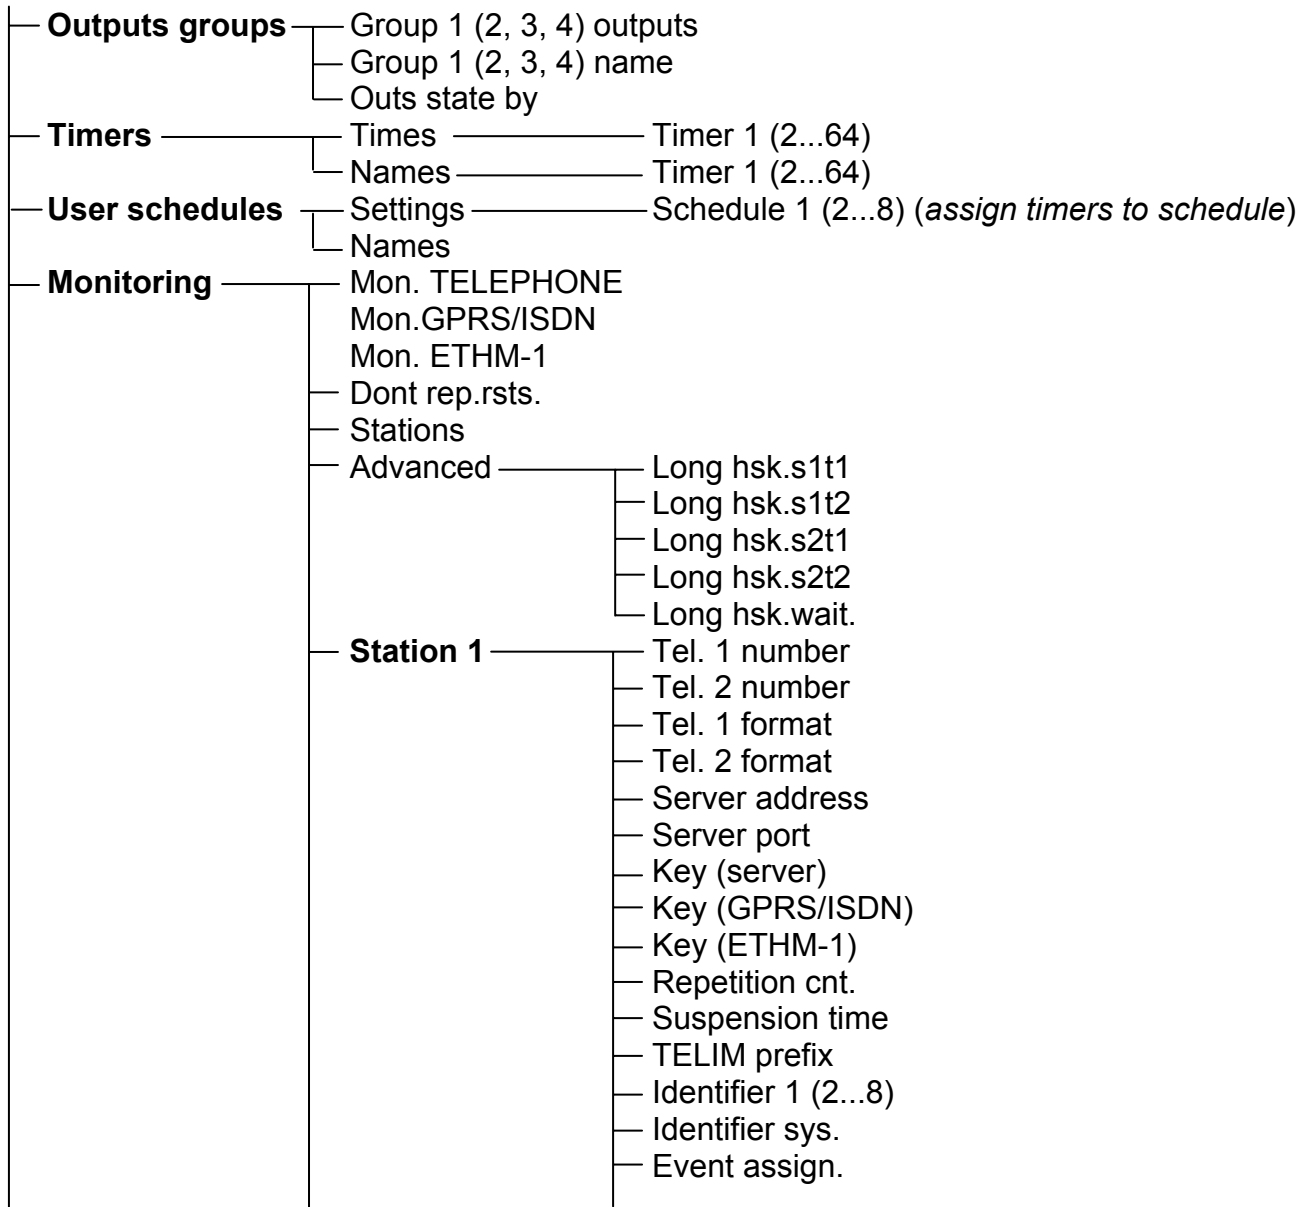 Outputs groups Group 1 (2, 3, 4) outputs
Group 1 (2, 3, 4) name
Outs state by
Timers Times Timer 1 (2...64)
Names Timer 1 (2...64)
User schedules Settings Schedule 1 (2...8) (assign timers to schedule)
Names
Monitoring Mon. TELEPHONE
Mon.GPRS/ISDN
Mon. ETHM-1
Dont rep.rsts.
Stations
Advanced Long hsk.s1t1
Long hsk.s1t2
Long hsk.s2t1
Long hsk.s2t2
Long hsk.wait.
Station 1 Tel. 1 number
Tel. 2 number
Tel. 1 format
Tel. 2 format
Server address
Server port
Key (server)
Key (GPRS/ISDN)
Key (ETHM-1)
Repetition cnt.
Suspension time
TELIM prefix
Identifier 1 (2...8)
Identifier sys.
Event assign.